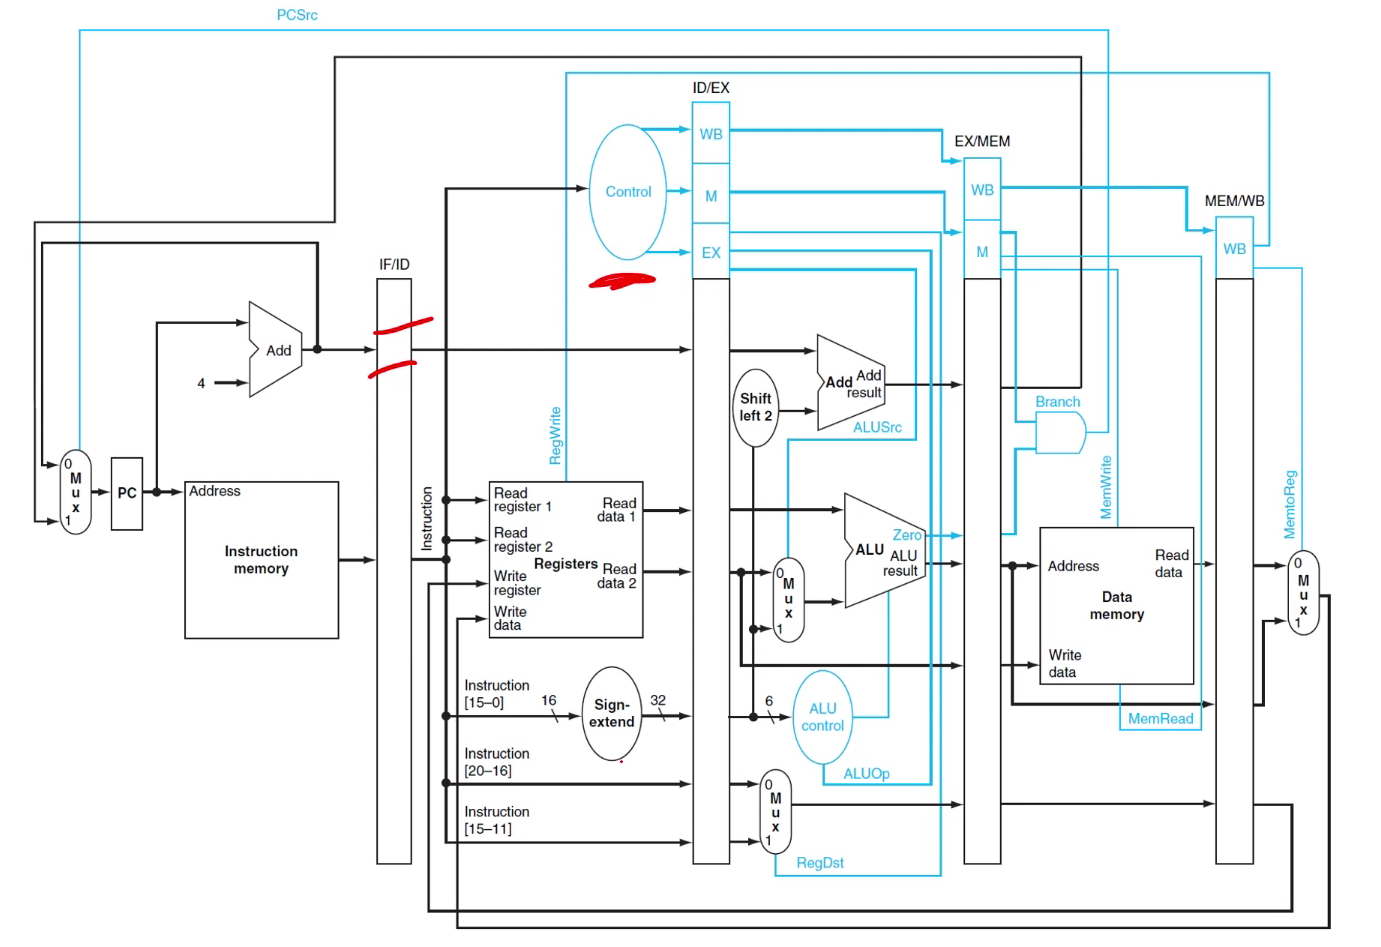 PCSrc
ID/EX
WB
EX/MEM
Control
M
WB
MEM/WB
EX
M
WB
IF/ID
Add
4
Shift
left 2
Add
Add
result
ALUSrc
Branch
RegWrite
MemWrite
MemtoReg
0
M
u
x
1
PC
Address
Instruction
memory
Instruction
Read
register 1
Read
register 2
Write
register
Write
data
Registers
Read
data 1
Read
data 2
0
M
u
x
1
Zero
ALU
ALU
result
Address
Read
data
Data
memory
Write
data
0
M
u
x
1
Instruction
[15–0]
16
Sign-
extend
32
6
ALU
control
MemRead
Instruction
[20–16]
ALUOp
0
M
u
x
1
Instruction
[15–11]
RegDst